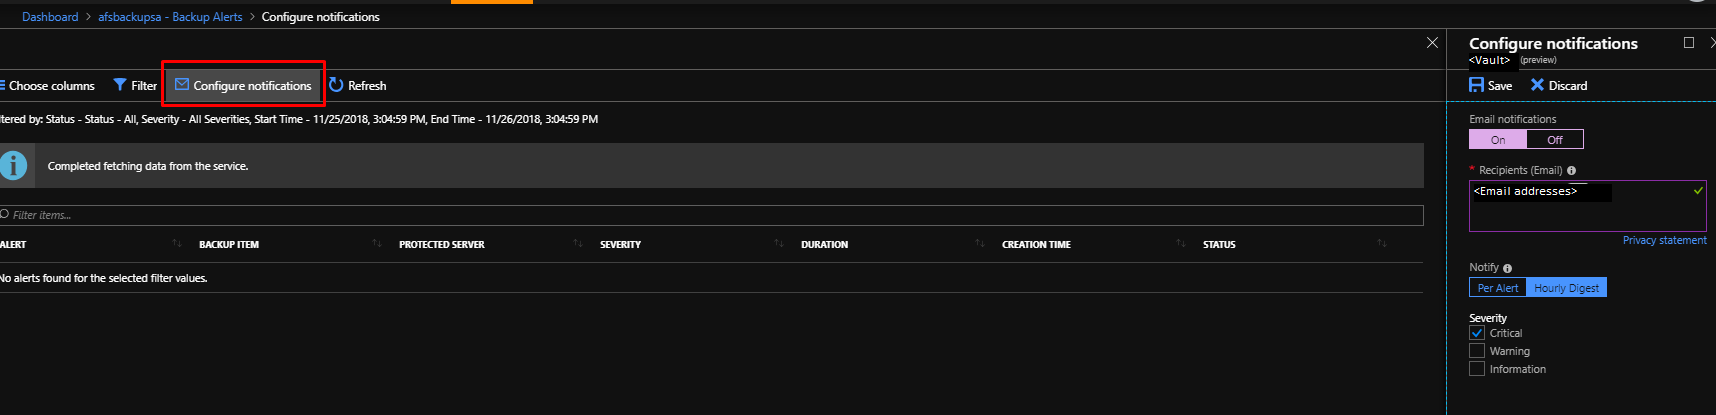 Dashboard > afsbackupsa - Backup Alerts > Configure notifications
Choose columns Filter Configure notifications Refresh
ltered by: Status - Status - All, Severity - All Severities, Start Time - 11/25/2018, 3:04:59 PM, End Time - 11/26/2018, 3:04:59 PM
Completed fetching data from the service.
Filter items...
ALERT BACKUP ITEM PROTECTED SERVER SEVERITY DURATION CREATION TIME STATUS
No alerts found for the selected filter values.
Configure notifications
<Vault> (preview)
Save Discard
Email notifications
On Off
* Recipients (Email)
<Email addresses>
Privacy statement
Notify
Per Alert Hourly Digest
Severity
Critical
Warning
Information